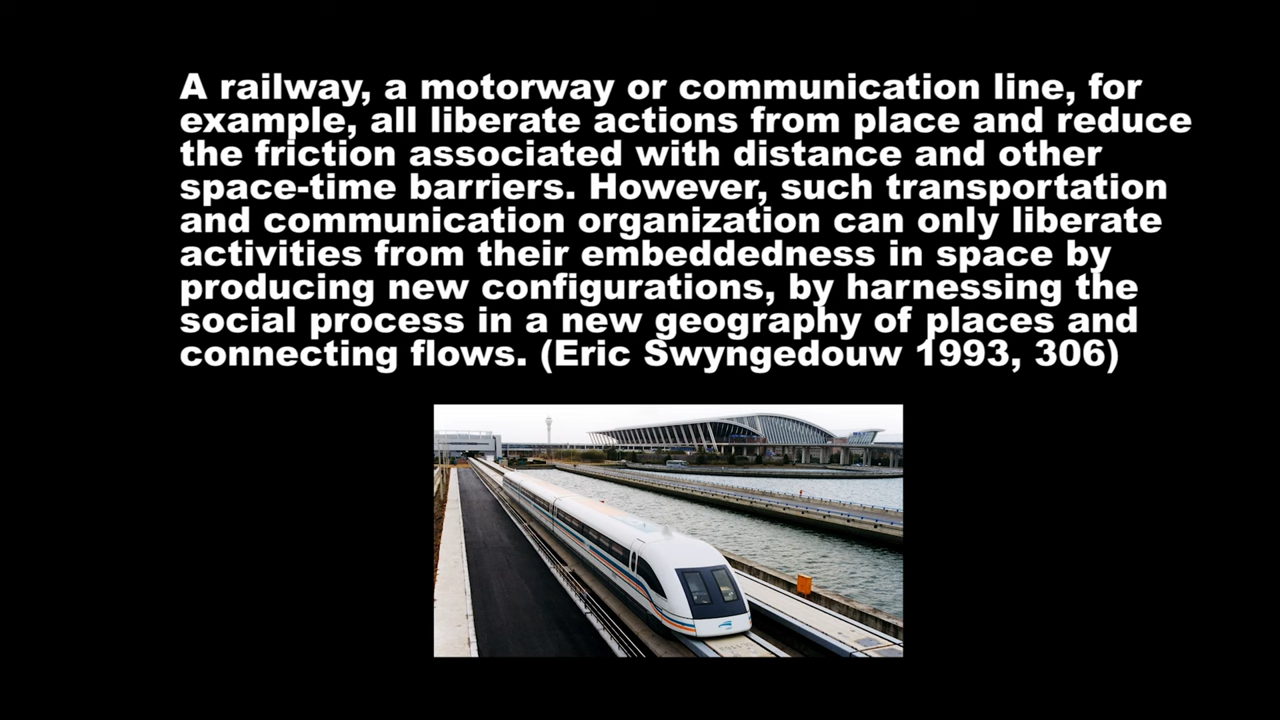 A railway, a motorway or communication line, for
example, all liberate actions from place and reduce
the friction associated with distance and other
space-time barriers. However, such transportation
and communication organization can only liberate
activities from their embeddedness in space by
producing new configurations, by harnessing the
social process in a new geography of places and
connecting flows. (Eric Swyngedouw 1993, 306)